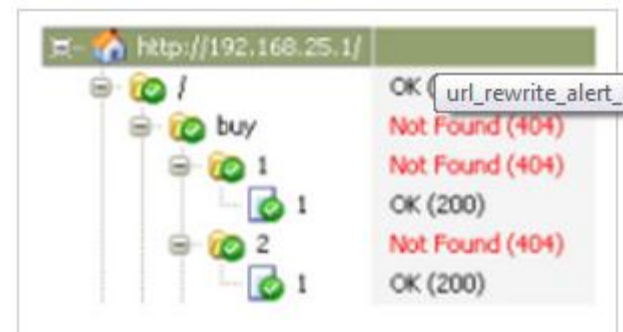 http://192.168.25.1/
/ OK (
url_rewrite_alert_
buy Not Found (404)
1 Not Found (404)
1 OK (200)
2 Not Found (404)
1 OK (200)